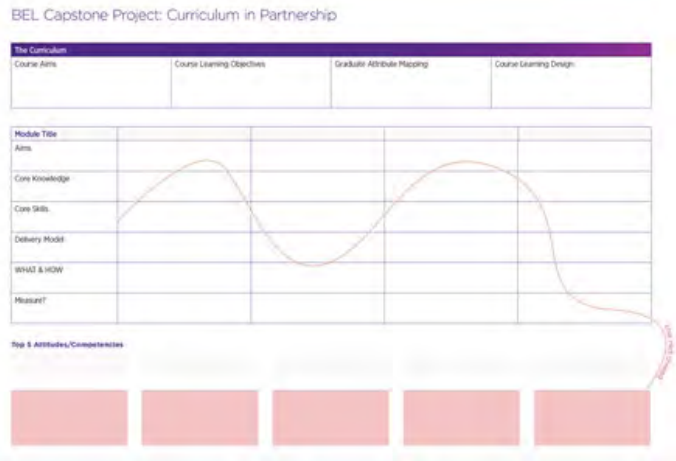 BEL Capstone Project: Curriculum in Partnership
The Curriculum
Course Aims
Course Learning Objectives
Graduate Attribute Mapping
Course Learning Design
Module Title
Aims
Core Knowledge
Core Skills
Delivery Model
WHAT & HOW
Measure?
Top 5 Attitudes/Competencies